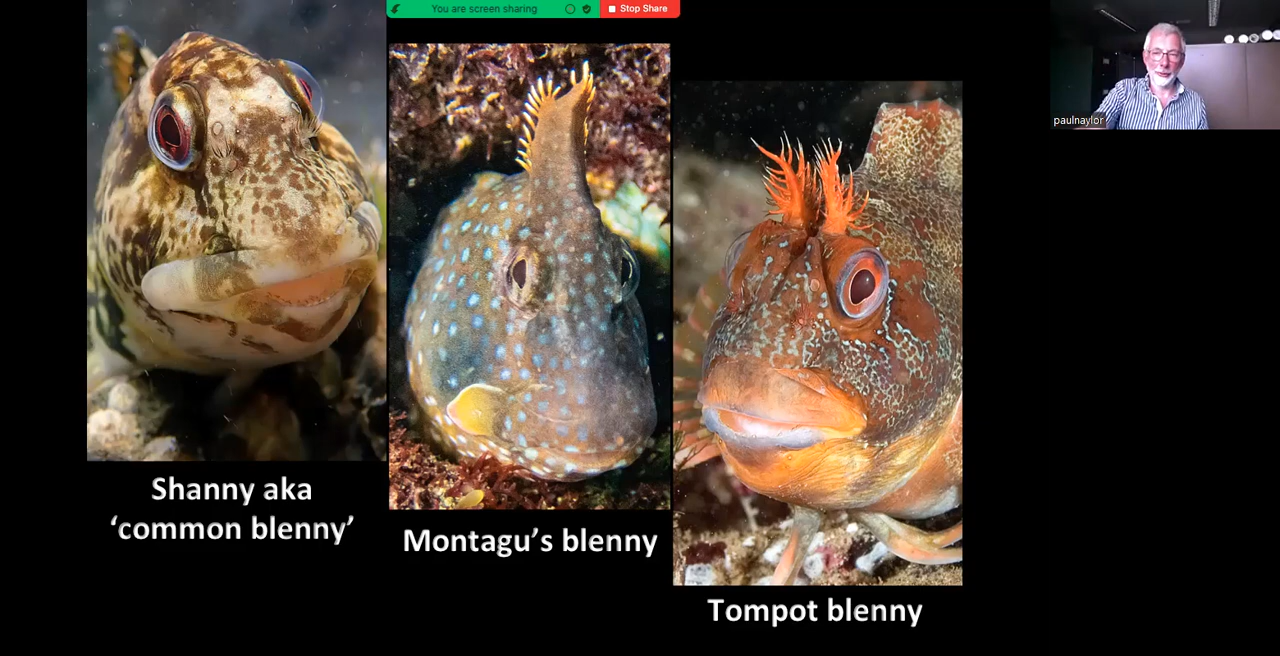 You are screen sharing
Stop Share
paulnaylor
Shanny aka
‘common blenny’
Montagu’s blenny
Tompot blenny